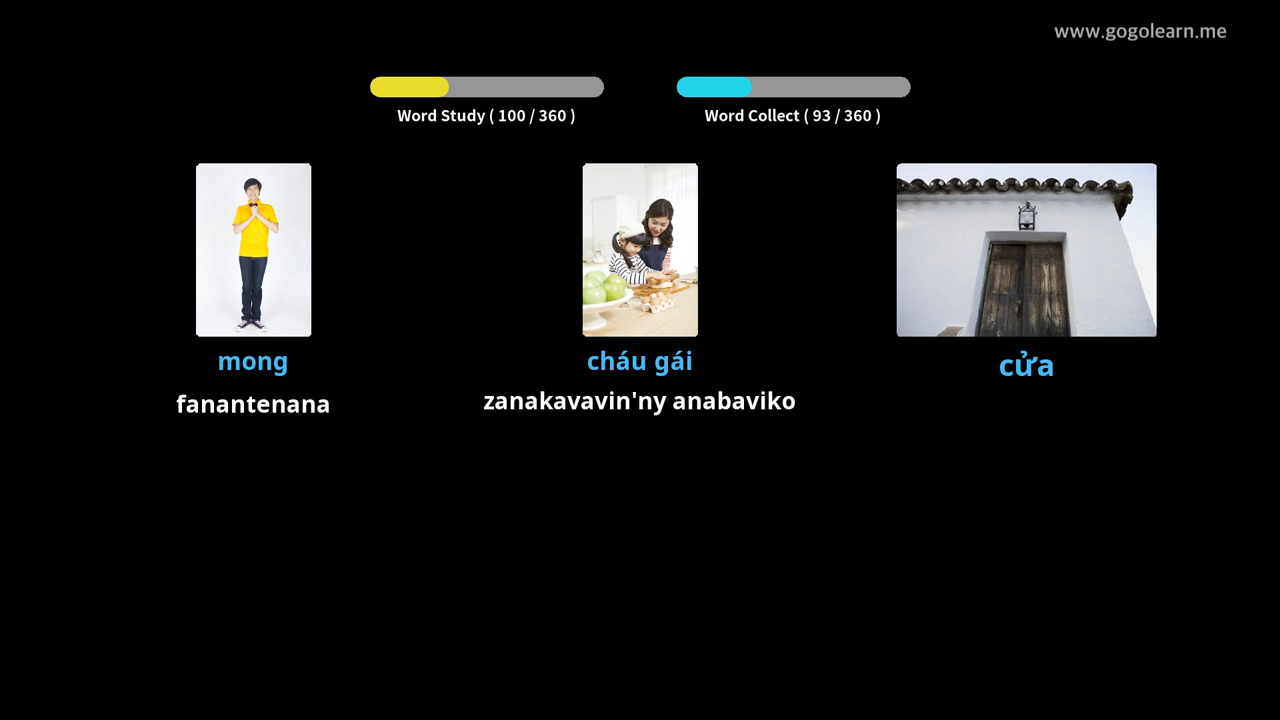 www.gogolearn.me
Word Study ( 100 / 360 )
Word Collect ( 93 / 360 )
mong
cháu gái
cửa
fanantenana
zanakavavin'ny anabaviko